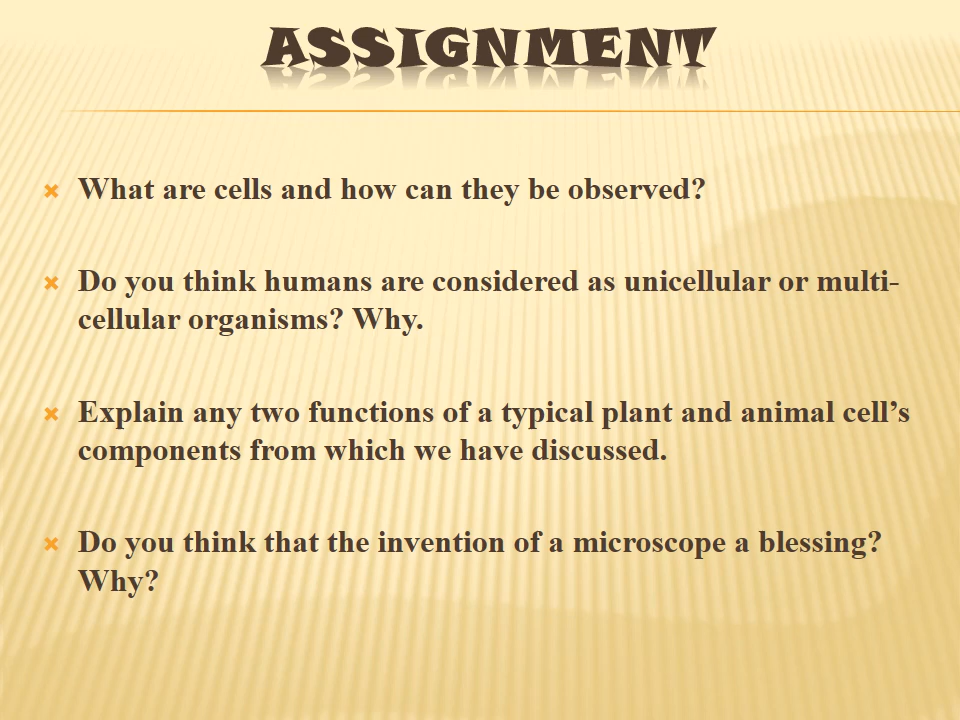 ASSIGNMENT
What are cells and how can they be observed?
Do you think humans are considered as unicellular or multi-
cellular organisms? Why.
Explain any two functions of a typical plant and animal cell’s
components from which we have discussed.
Do you think that the invention of a microscope a blessing?
Why?